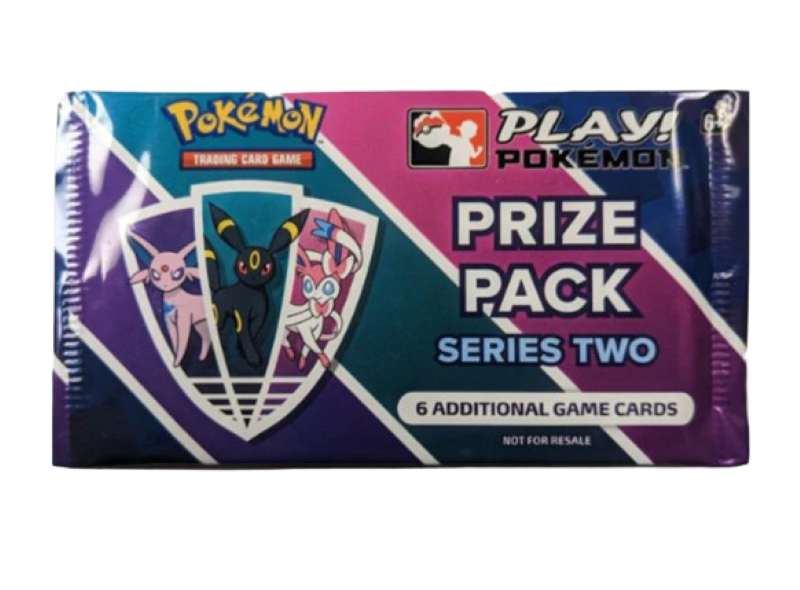 POKéMON
TRADING CARD GAME
PLAY!
POKéMON
PRIZE
PACK
SERIES TWO
6 ADDITIONAL GAME CARDS
NOT FOR RESALE